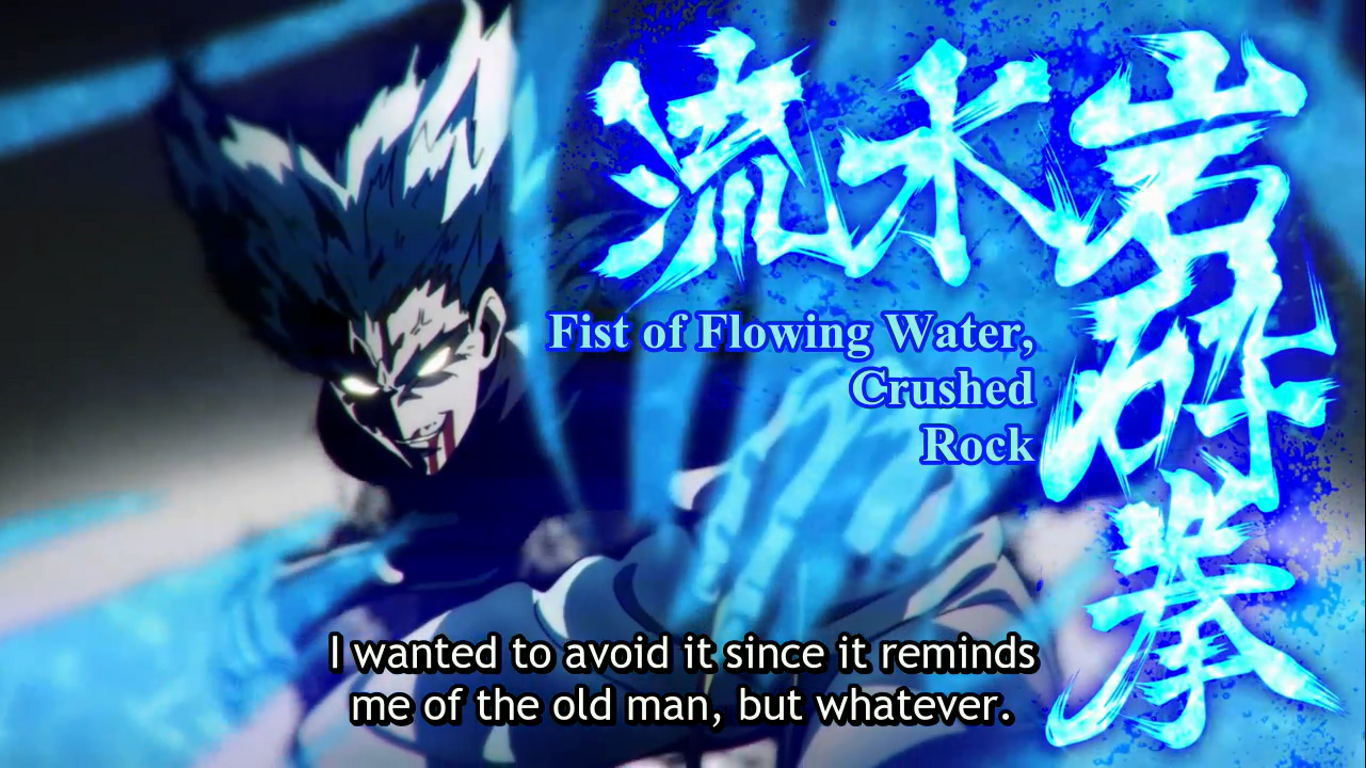 流水岩砕拳
Fist of Flowing Water,
Crushed
Rock
I wanted to avoid it since it reminds
me of the old man, but whatever.